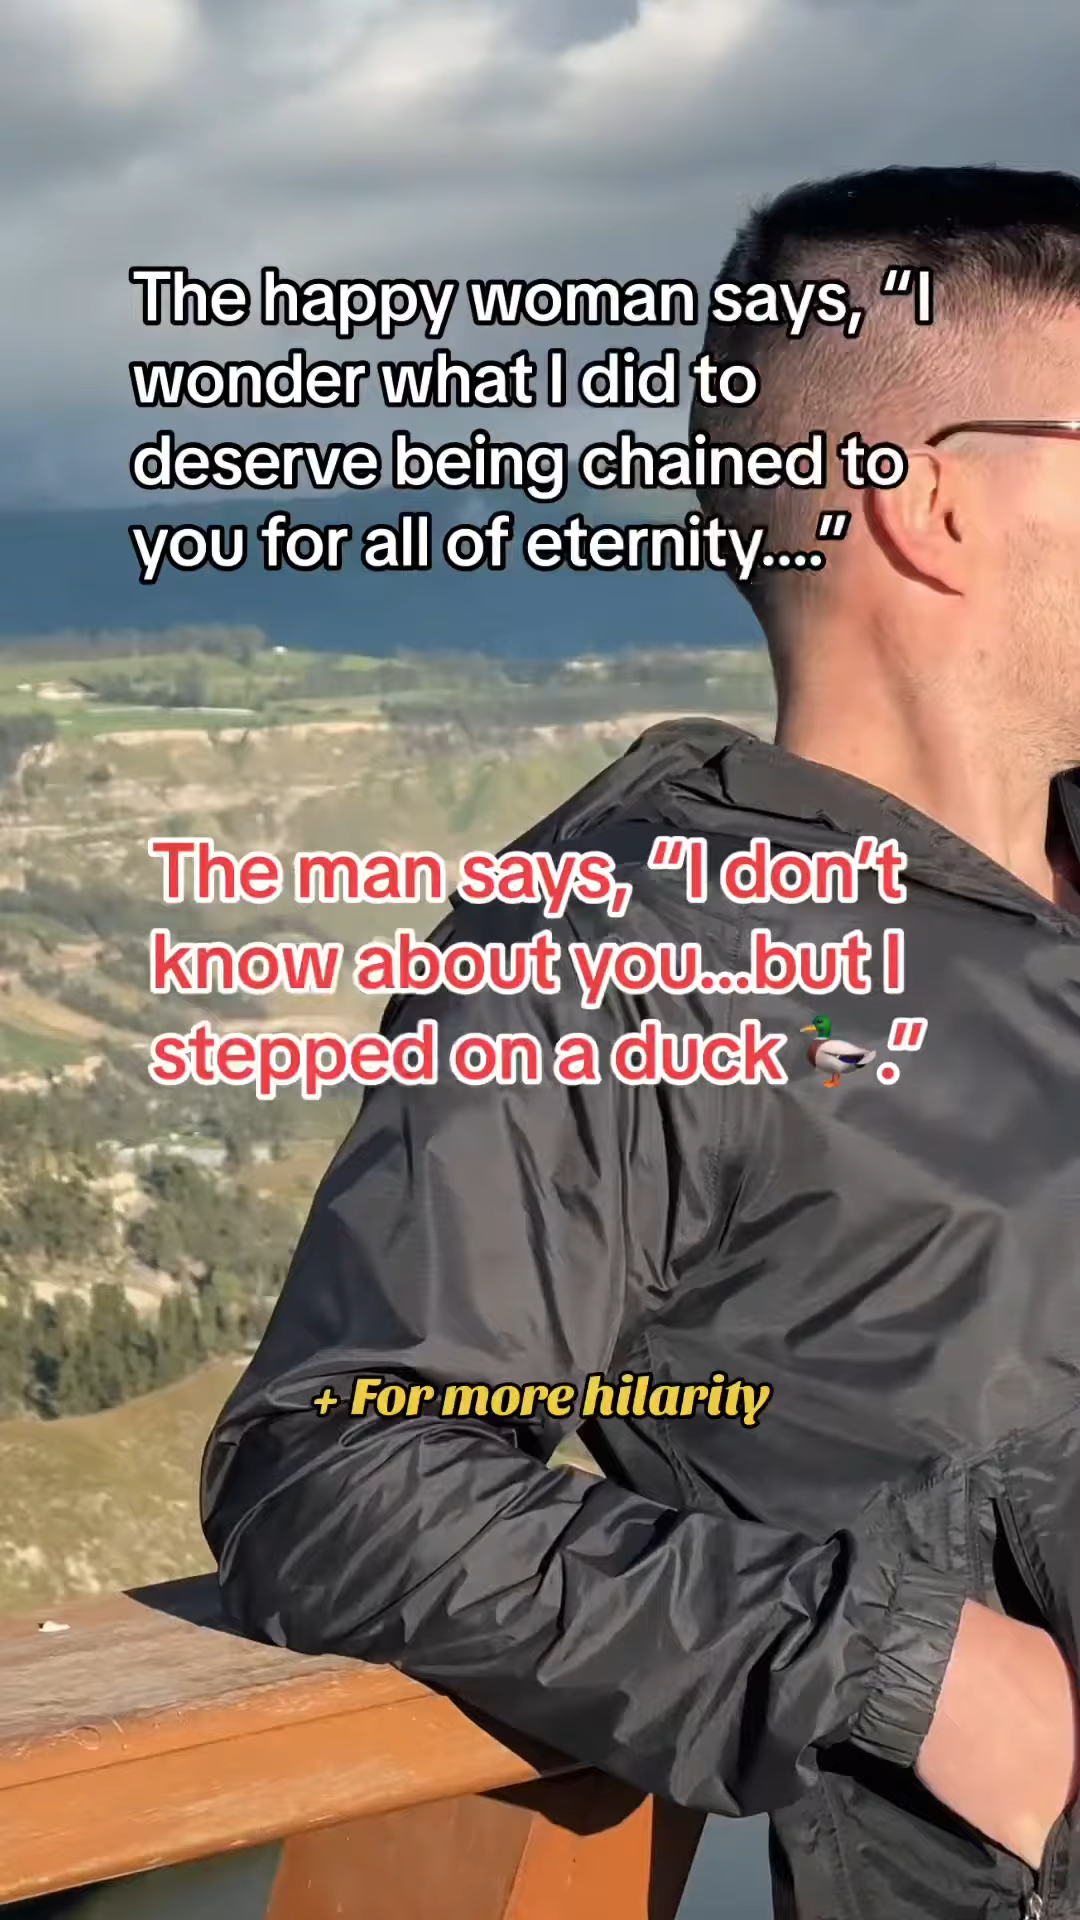 The happy woman says, “I
wonder what I did to
deserve being chained to
you for all of eternity....”
The man says, “I don’t
know about you...but I
stepped on a duck 🦆.”
+ For more hilarity